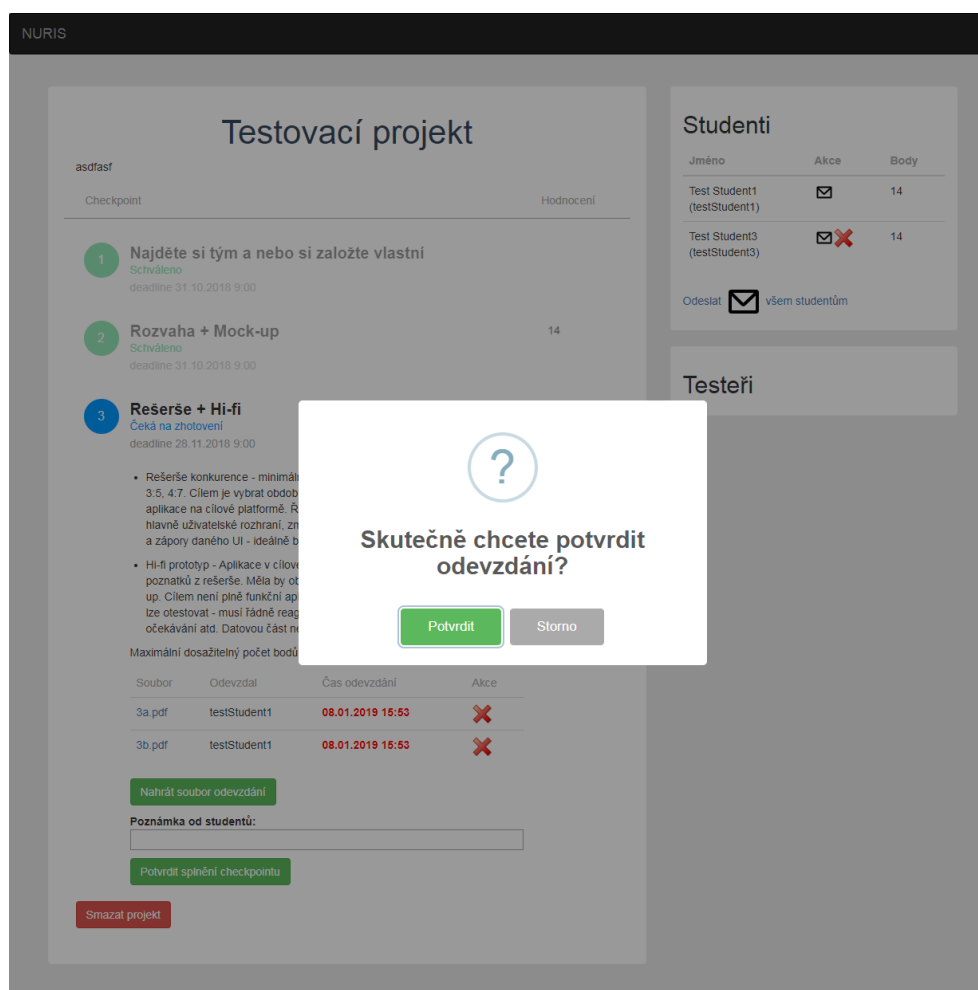 NURIS
Testovací projekt
asdfasf
Checkpoint Hodnocení
1 Najděte si tým a nebo si založte vlastní
Schváleno
deadline 31.10.2018 9:00
2 Rozvaha + Mock-up 14
Schváleno
deadline 31.10.2018 9:00
3 Rešerše + Hi-fi
Čeká na zhotovení
deadline 28.11.2018 9:00
• Rešerše konkurence - minimáln
3:5, 4:7. Cílem je vybrat obdob
aplikace na cílové platformě.
hlavně uživatelské rozhraní,
a zápory daného UI - ideálně
• Hi-fi prototyp - Aplikace v cílové
poznatků z rešerše. Měla by
up. Cílem není plně funkční
lze otestovat - musí řádně reag
očekávání atd. Datovou část
Maximální dosažitelný počet bodů
Soubor Odevzdal Čas odevzdání Akce
3a.pdf testStudent1 08.01.2019 15:53
3b.pdf testStudent1 08.01.2019 15:53
Nahrát soubor odevzdání
Poznámka od studentů:
Potvrdit splnění checkpointu
Smazat projekt
?
Skutečně chcete potvrdit
odevzdání?
Potvrdit Storno
Studenti
Jméno Akce Body
Test Student1 14
(testStudent1)
Test Student3 14
(testStudent3)
Odeslat všem studentům
Testeři